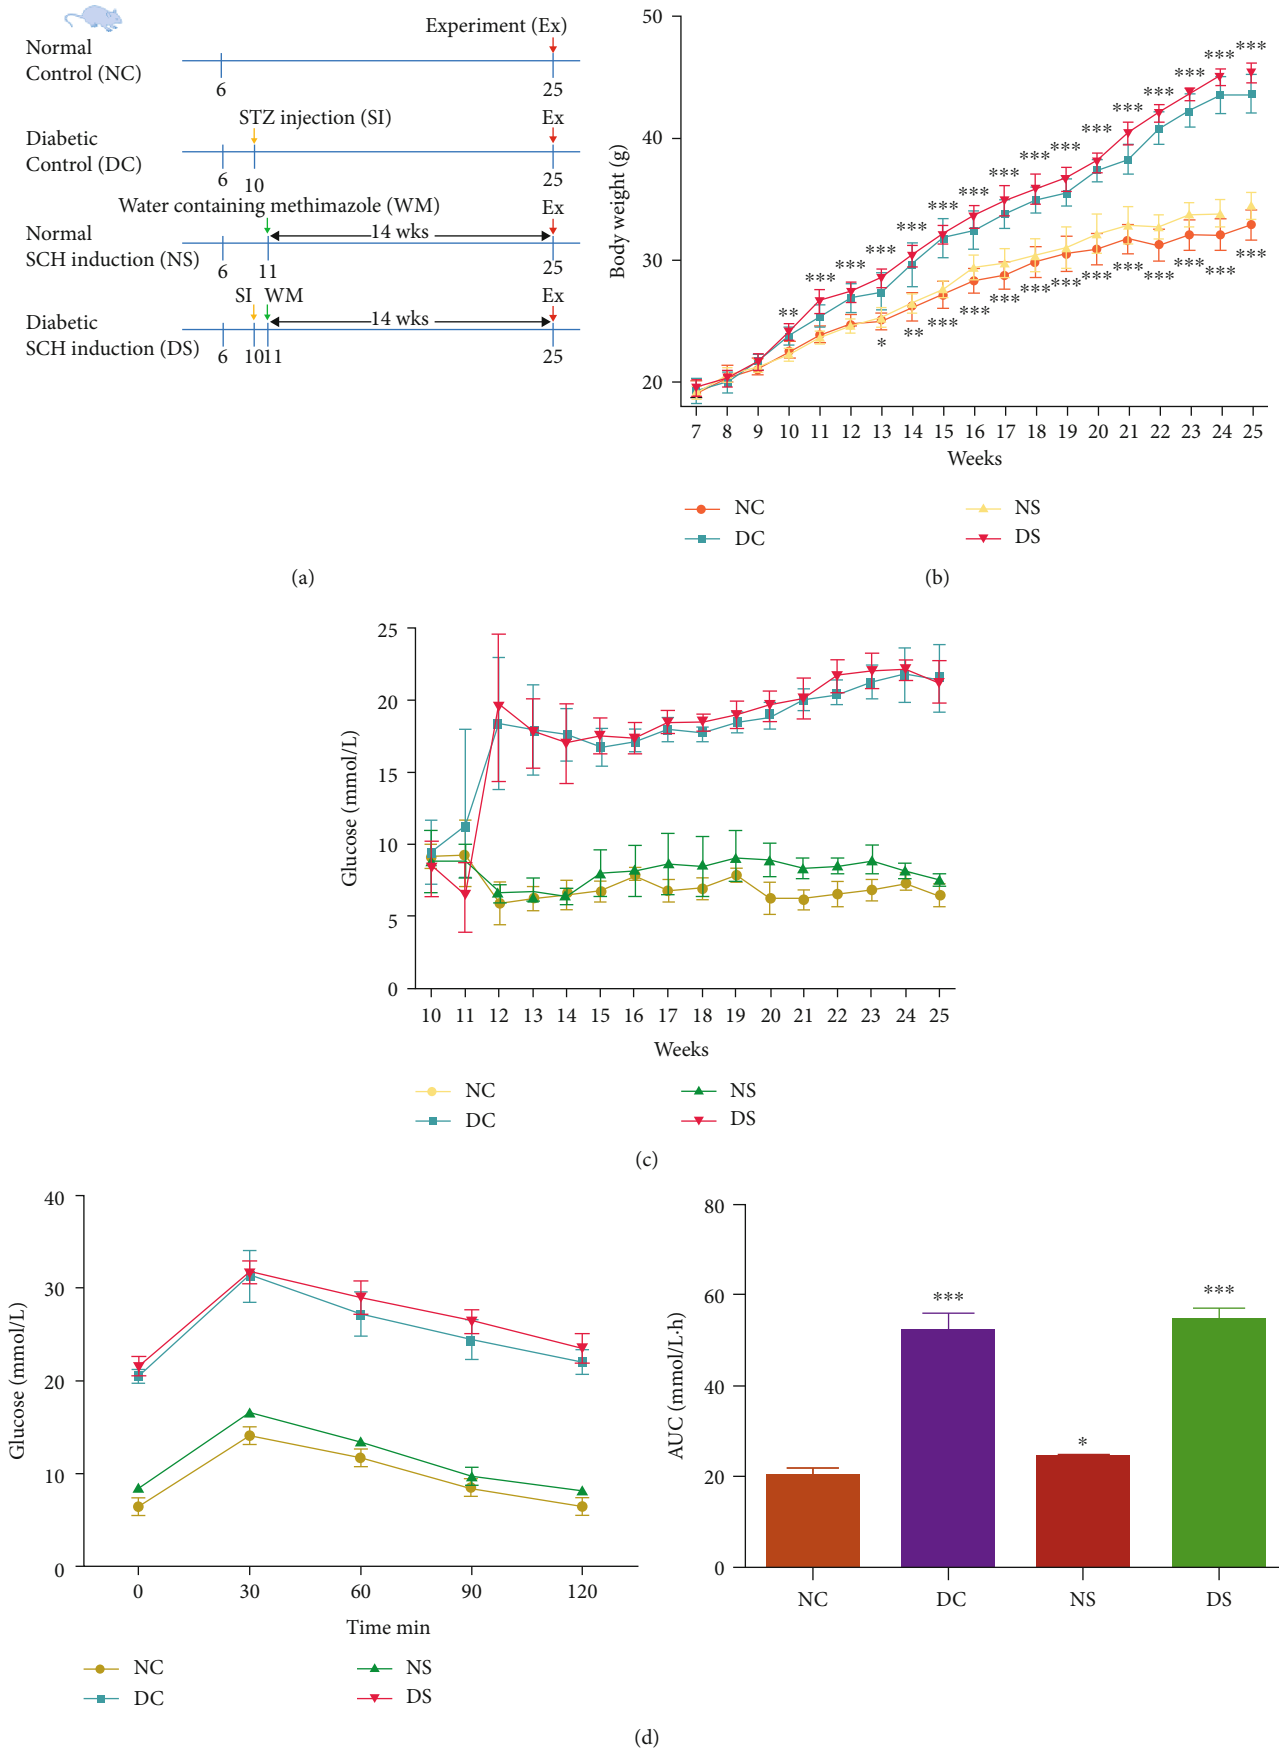 Experiment (Ex)
Normal
Control (NC)
6
25
STZ injection (SI)
Ex
Diabetic
Control (DC)
6
10
25
Water containing methimazole (WM)
Ex
14 wks
Normal
SCH induction (NS)
6
11
25
SI
WM
Ex
14 wks
Diabetic
SCH induction (DS)
6
10
11
25
(a)
50
40
30
20
Body weight (g)
** *** *** *** *** *** *** *** *** *** *** *** *** *** *** ***
* ** *** *** *** *** *** *** *** *** *** *** ***
7 8 9 10 11 12 13 14 15 16 17 18 19 20 21 22 23 24 25
Weeks
NC
NS
DC
DS
(b)
25
20
15
10
5
0
Glucose (mmol/L)
10 11 12 13 14 15 16 17 18 19 20 21 22 23 24 25
Weeks
NC
NS
DC
DS
(c)
40
30
20
10
0
Glucose (mmol/L)
0 30 60 90 120
Time min
NC
NS
DC
DS
80
60
40
20
0
AUC (mmol/L·h)
*** * ***
NC DC NS DS
(d)